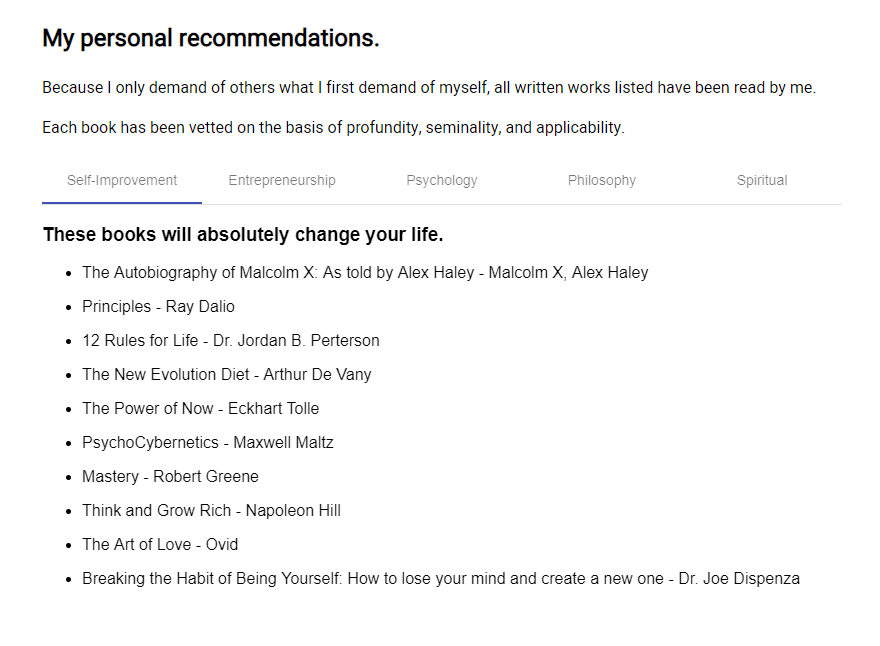 My personal recommendations.
Because I only demand of others what I first demand of myself, all written works listed have been read by me.
Each book has been vetted on the basis of profundity, seminality, and applicability.
Self-Improvement Entrepreneurship Psychology Philosophy Spiritual
These books will absolutely change your life.
• The Autobiography of Malcolm X: As told by Alex Haley - Malcolm X, Alex Haley
• Principles - Ray Dalio
• 12 Rules for Life - Dr. Jordan B. Perterson
• The New Evolution Diet - Arthur De Vany
• The Power of Now - Eckhart Tolle
• PsychoCybernetics - Maxwell Maltz
• Mastery - Robert Greene
• Think and Grow Rich - Napoleon Hill
• The Art of Love - Ovid
• Breaking the Habit of Being Yourself: How to lose your mind and create a new one - Dr. Joe Dispenza